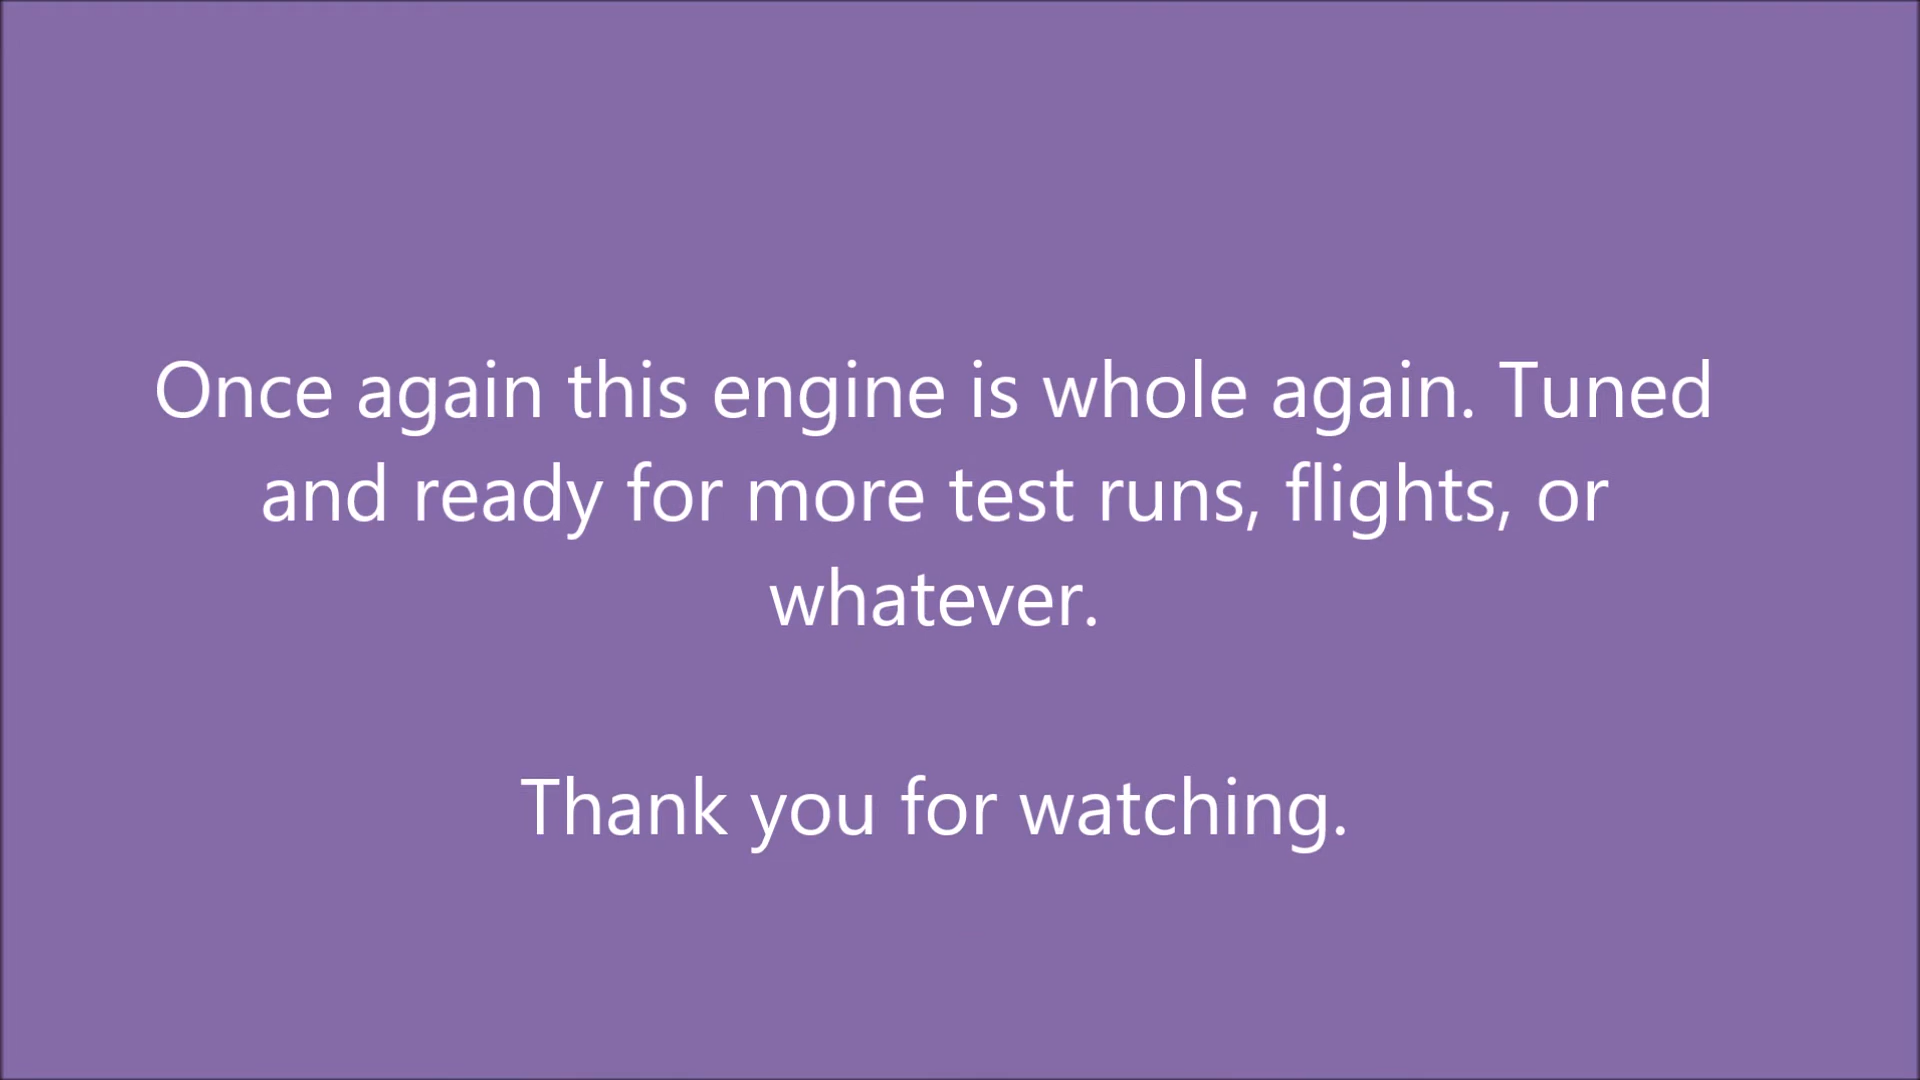 Once again this engine is whole again. Tuned
and ready for more test runs, flights, or
whatever.
Thank you for watching.